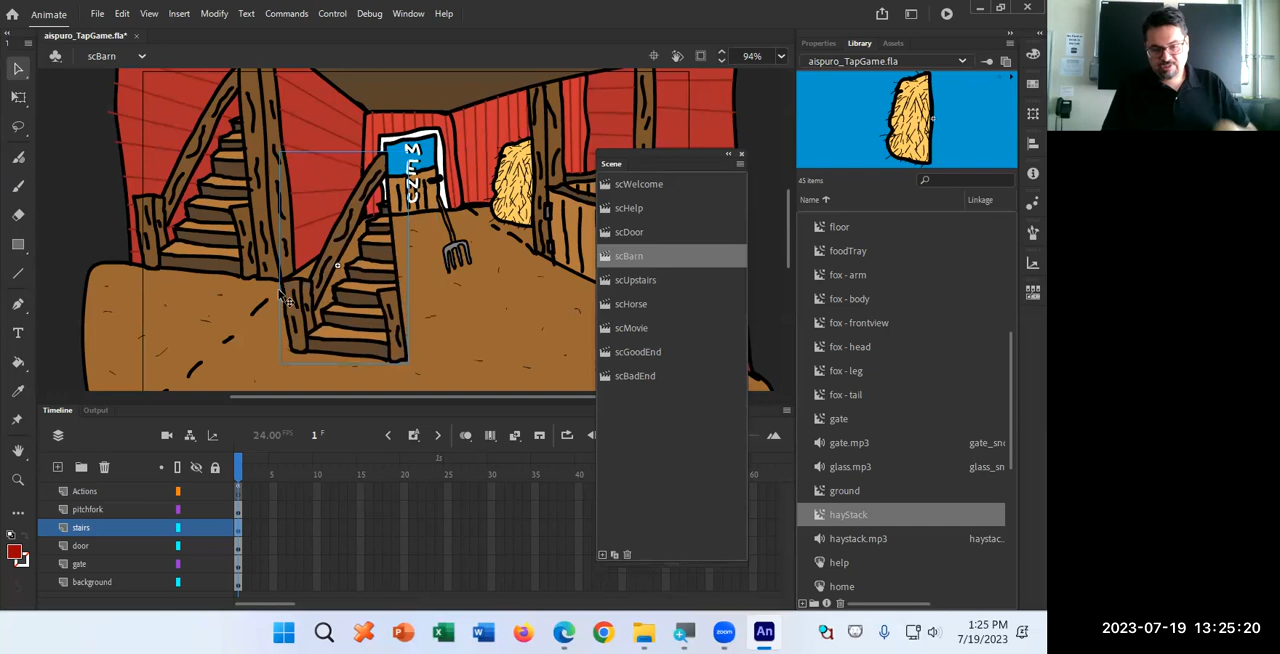 Animate File Edit View Insert Modify Text Commands Control Debug Window Help
aispuro_TapGame.fla* ×
scBarn 94%
MENU
Scene
scWelcome
scHelp
scDoor
scBarn
scUpstairs
scHorse
scMovie
scGoodEnd
scBadEnd
Properties Library Assets
aispuro_TapGame.fla
45 items
Name Linkage
floor
foodTray
fox - arm
fox - body
fox - frontview
fox - head
fox - leg
fox - tail
gate
gate.mp3 gate_sn
glass.mp3 glass_sn
ground
hayStack
haystack.mp3 haystac...
help
home
Timeline Output
24.00 FPS 1 F
1s
5 10 15 20 25 30 35 40 60
Actions
pitchfork
stairs
door
gate
background
1:25 PM
7/19/2023
2023-07-19 13:25:20